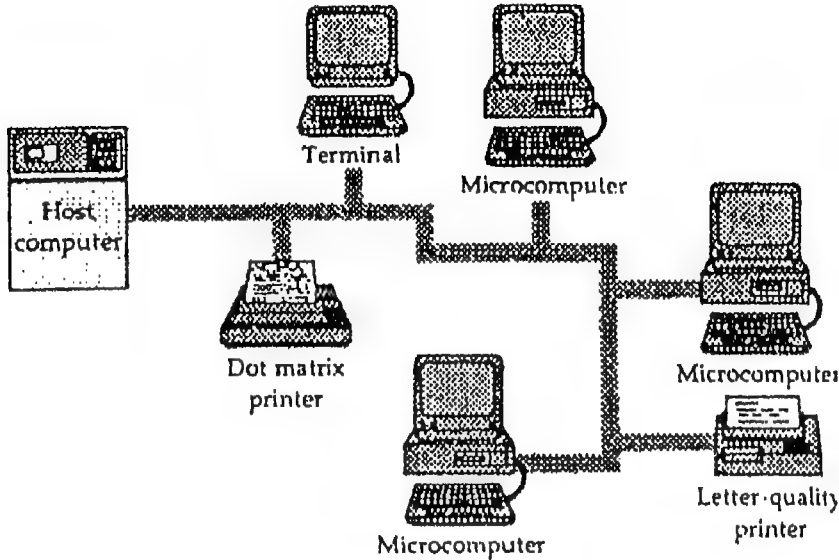 Terminal
Microcomputer
Host
computer
Dot matrix
printer
Microcomputer
Letter-quality
printer
Microcomputer